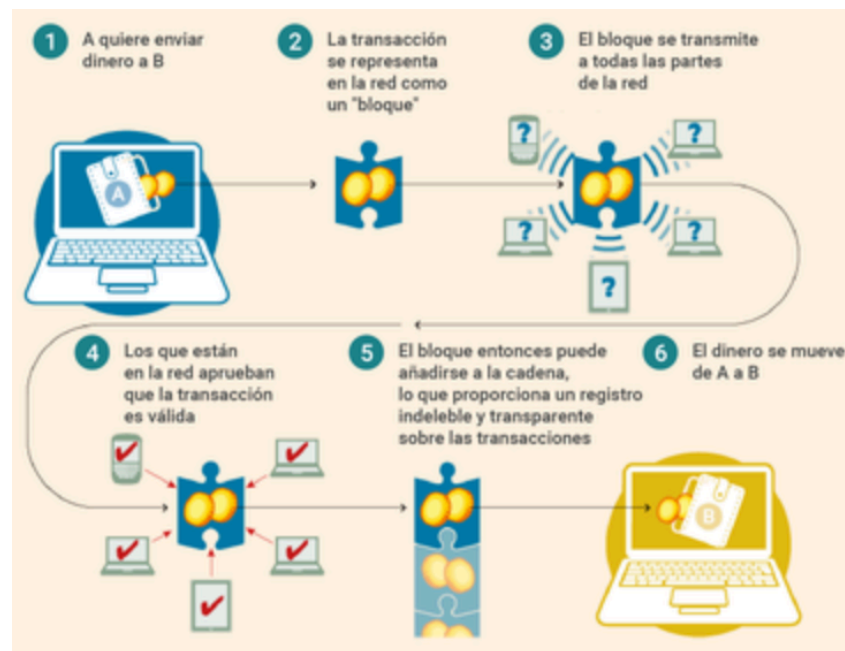 1 A quiere enviar
dinero a B
2 La transacción
se representa
en la red como
un "bloque"
3 El bloque se transmite
a todas las partes
de la red
A
?
?
?
?
?
4 Los que están
en la red aprueban
que la transacción
es válida
5 El bloque entonces puede
añadirse a la cadena,
lo que proporciona un registro
indeleble y transparente
sobre las transacciones
6 El dinero se mueve
de A a B
B